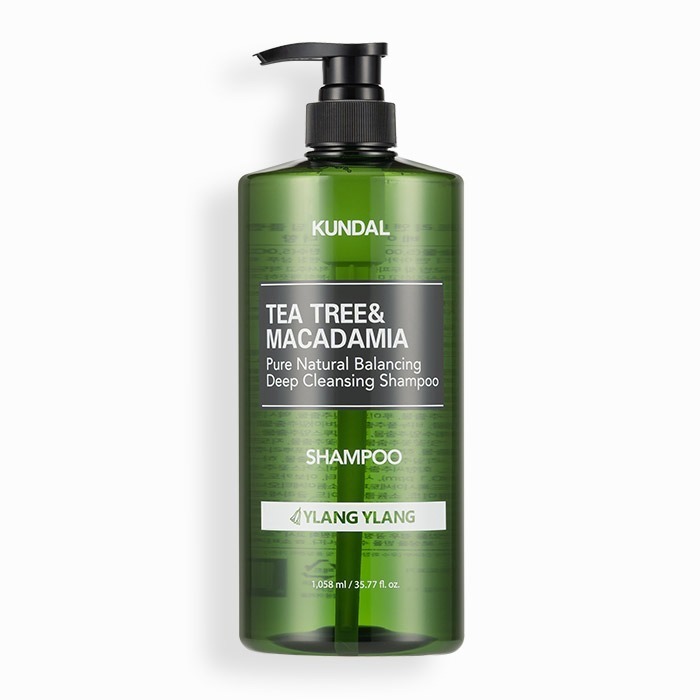 KUNDAL
TEA TREE&
MACADAMIA
Pure Natural Balancing
Deep Cleansing Shampoo
SHAMPOO
YLANG YLANG
1,058 ml / 35.77 fl. oz.